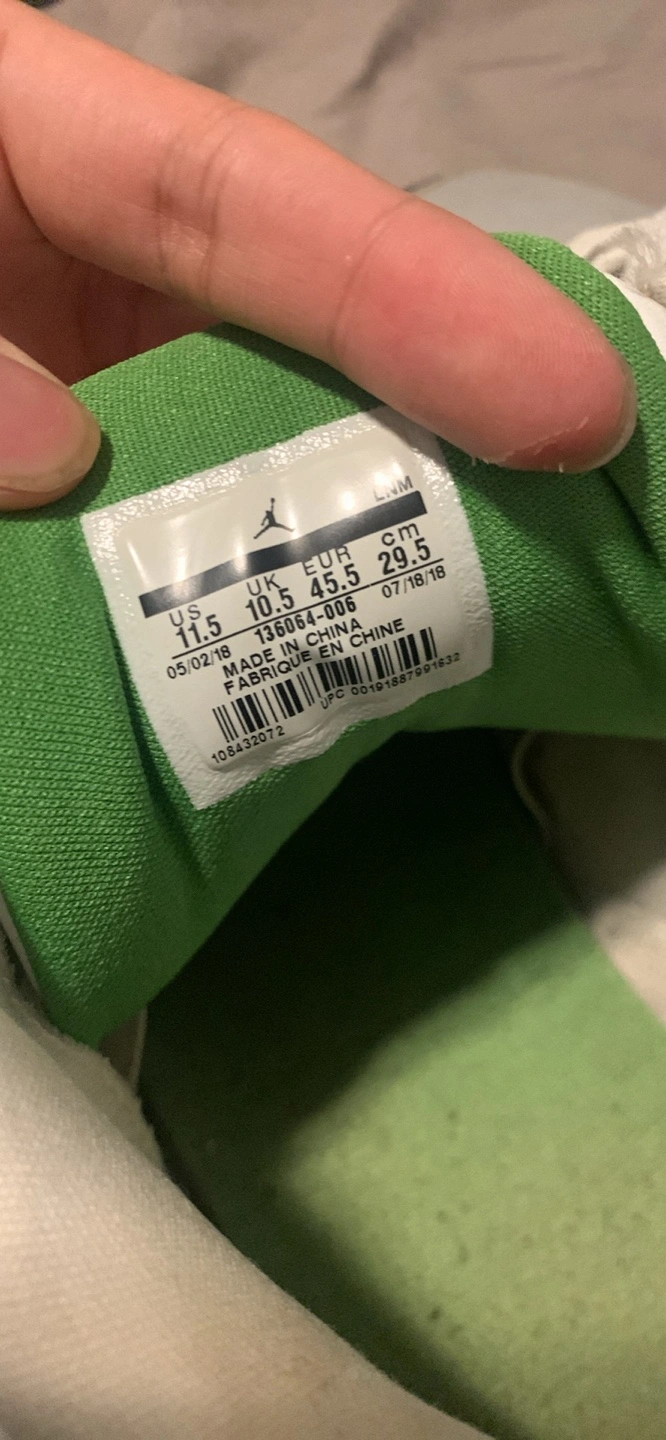 LNM
US UK EUR cm
11.5 10.5 45.5 29.5
05/02/18 136064-006 07/18/18
MADE IN CHINA
FABRIQUE EN CHINE
108432072 UPC 00191887991632